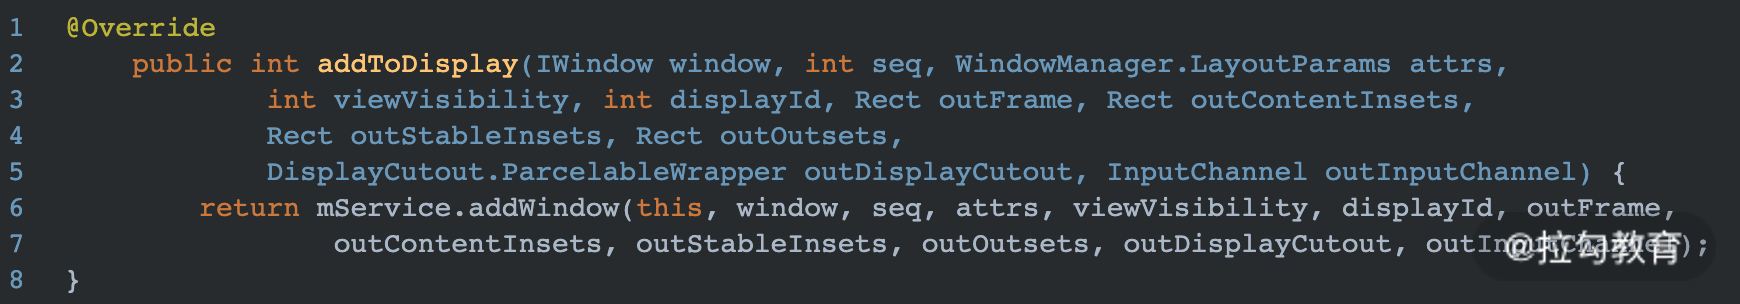 1 @Override
2 public int addToDisplay(IWindow window, int seq, WindowManager.LayoutParams attrs,
3 int viewVisibility, int displayId, Rect outFrame, Rect outContentInsets,
4 Rect outStableInsets, Rect outOutsets,
5 DisplayCutout.ParcelableWrapper outDisplayCutout, InputChannel outInputChannel) {
6 return mService.addWindow(this, window, seq, attrs, viewVisibility, displayId, outFrame,
7 outContentInsets, outStableInsets, outOutsets, outDisplayCutout, outInputChannel);
8 }
@拉勾教育